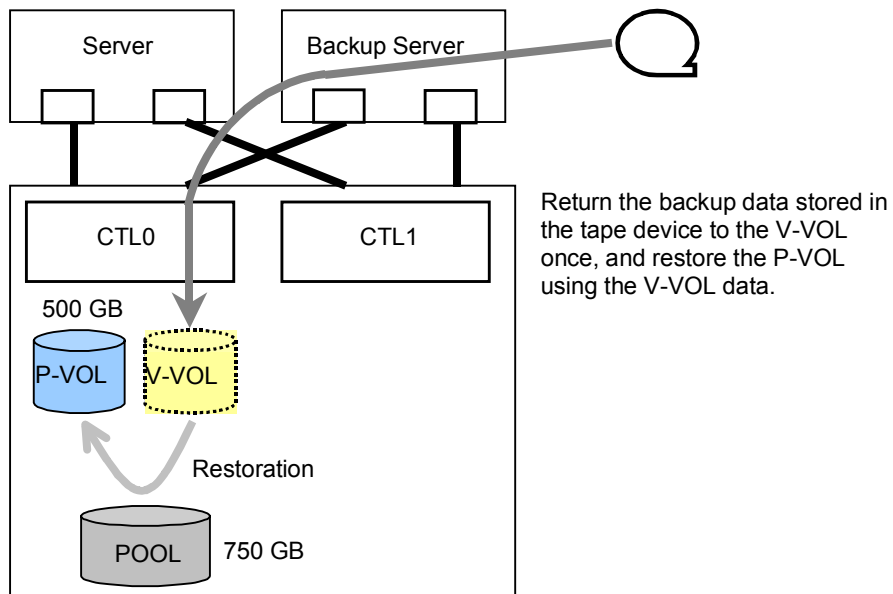 Server
Backup Server
CTL0
CTL1
Return the backup data stored in
the tape device to the V-VOL
once, and restore the P-VOL
using the V-VOL data.
500 GB
P-VOL
V-VOL
Restoration
POOL
750 GB